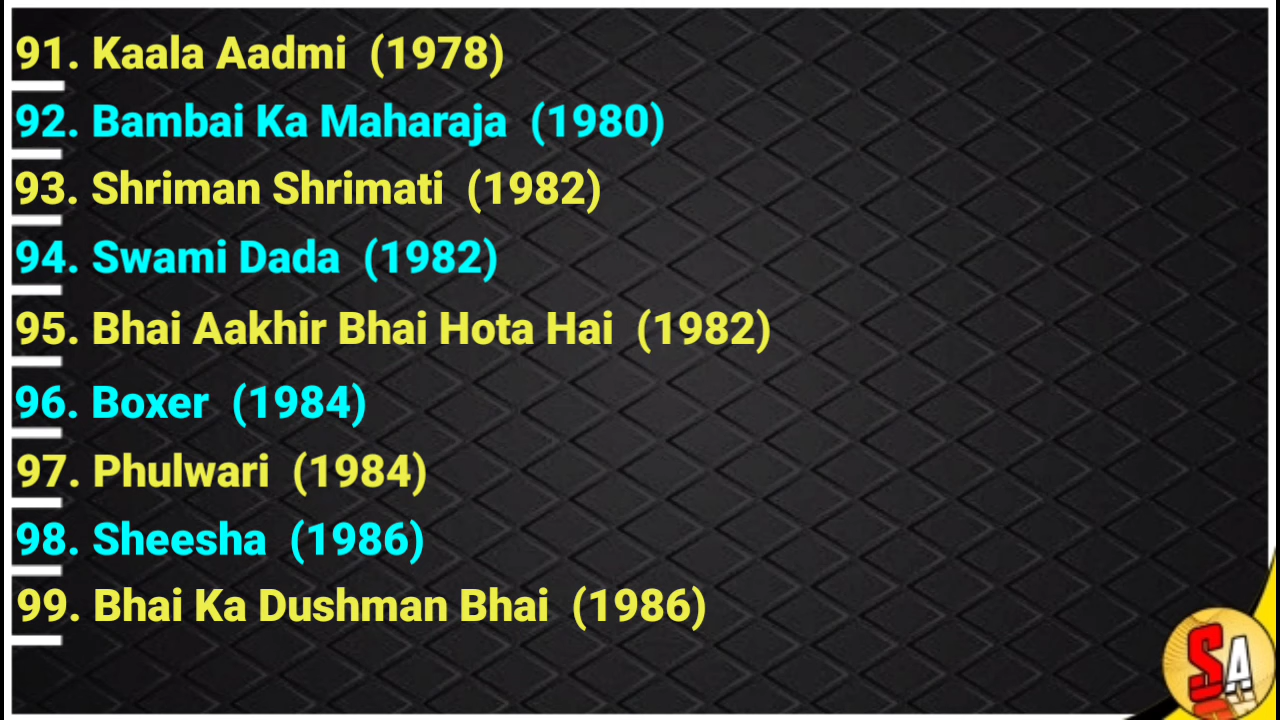 91. Kaala Aadmi (1978)
92. Bambai Ka Maharaja (1980)
93. Shriman Shrimati (1982)
94. Swami Dada (1982)
95. Bhai Aakhir Bhai Hota Hai (1982)
96. Boxer (1984)
97. Phulwari (1984)
98. Sheesha (1986)
99. Bhai Ka Dushman Bhai (1986)
SA